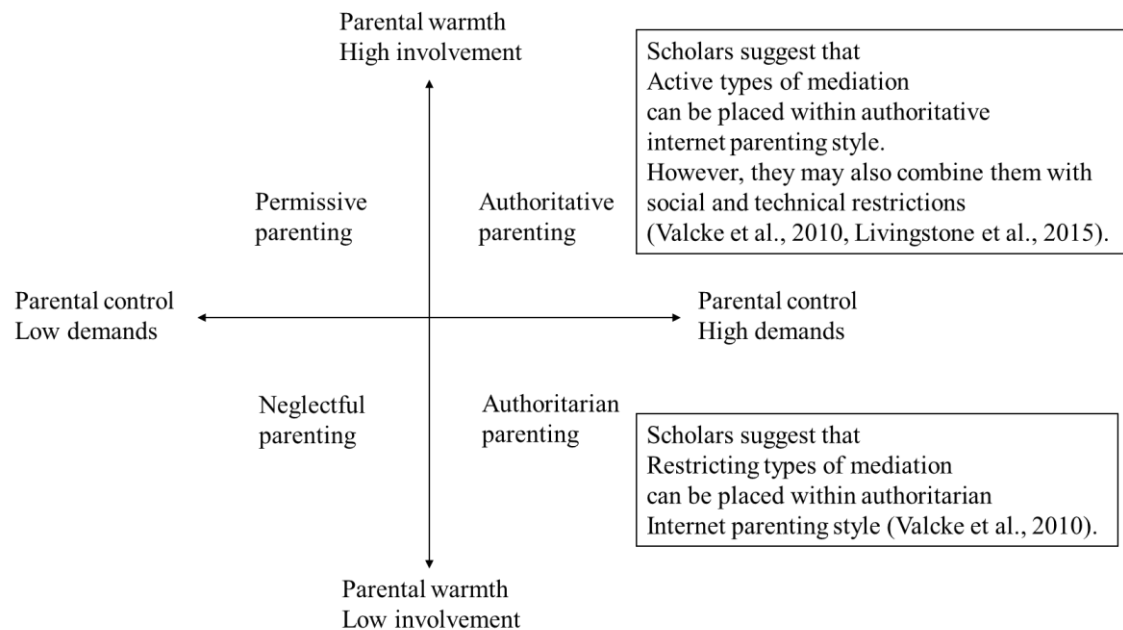 Parental warmth
High involvement
Scholars suggest that
Active types of mediation
can be placed within authoritative
internet parenting style.
However, they may also combine them with
social and technical restrictions
(Valcke et al., 2010, Livingstone et al., 2015).
Permissive
parenting
Authoritative
parenting
Parental control
Low demands
Parental control
High demands
Neglectful
parenting
Authoritarian
parenting
Scholars suggest that
Restricting types of mediation
can be placed within authoritarian
Internet parenting style (Valcke et al., 2010).
Parental warmth
Low involvement